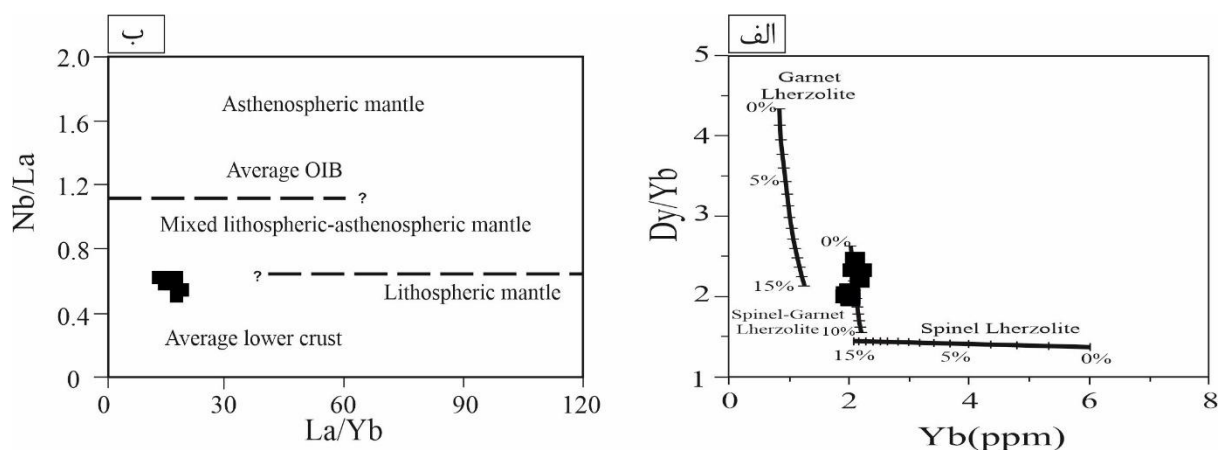 ب
2.0
1.6
1.2
0.8
0.4
0
Nb/La
Asthenospheric mantle
Average OIB
?
Mixed lithospheric-asthenospheric mantle
?
Lithospheric mantle
Average lower crust
0
30
60
90
120
La/Yb
الف
5
4
3
2
1
Dy/Yb
Garnet
Lherzolite
0%
5%
15%
0%
Spinel-Garnet
Lherzolite
10%
Spinel Lherzolite
15%
5%
0%
0
2
4
6
8
Yb(ppm)